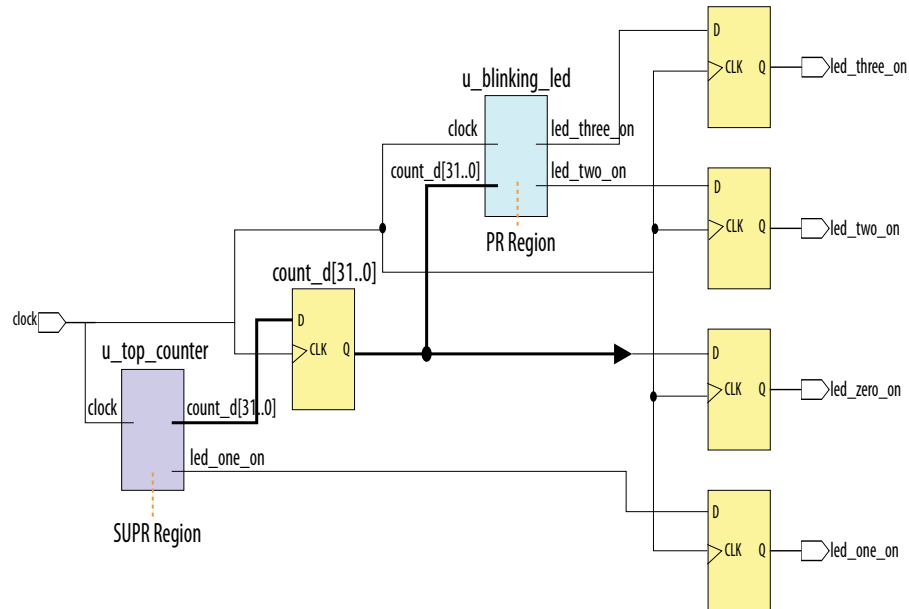 D
CLK Q
led_three_on
u_blinking_led
clock
led_three_on
count_d[31..0]
led_two_on
PR Region
D
CLK Q
led_two_on
count_d[31..0]
clock
D
CLK Q
u_top_counter
clock
count_d[31..0]
led_one_on
SUPR Region
D
CLK Q
led_zero_on
D
CLK Q
led_one_on